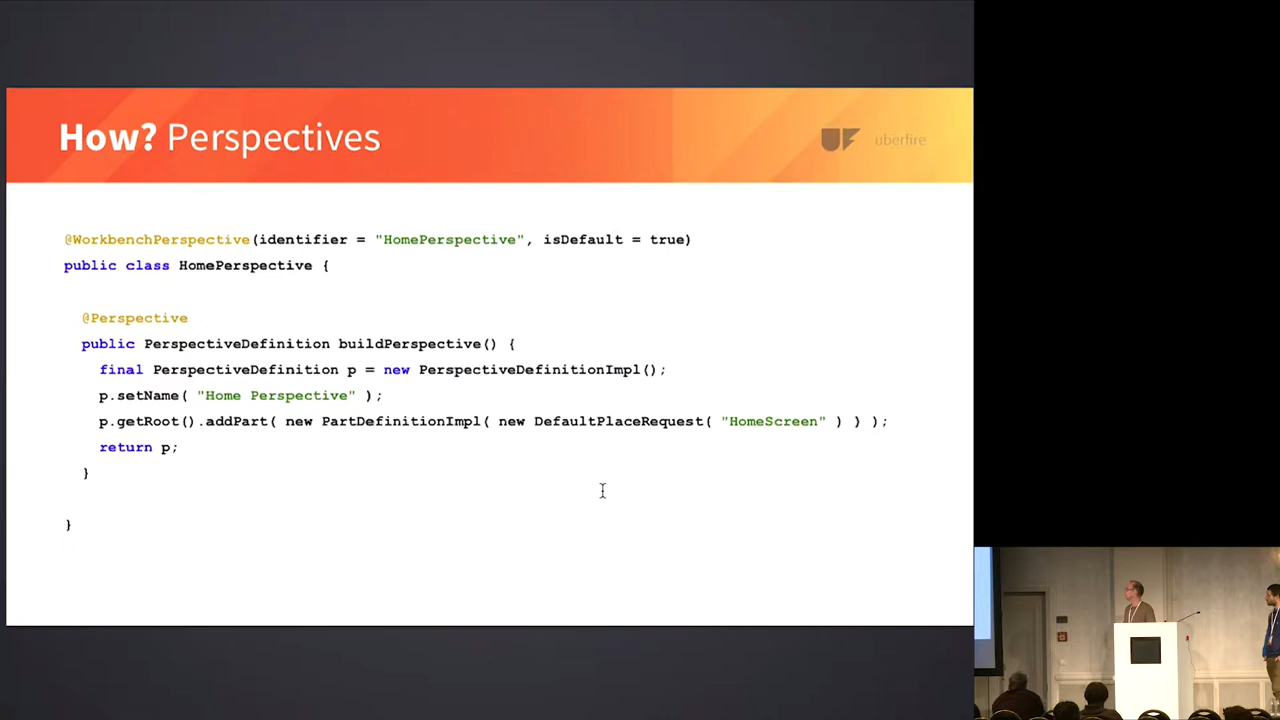 How? Perspectives
uberfire
@WorkbenchPerspective(identifier = "HomePerspective", isDefault = true)
public class HomePerspective {
@Perspective
public PerspectiveDefinition buildPerspective() {
final PerspectiveDefinition p = new PerspectiveDefinitionImpl();
p.setName( "Home Perspective" );
p.getRoot().addPart( new PartDefinitionImpl( new DefaultPlaceRequest( "HomeScreen" ) ) );
return p;
}
}